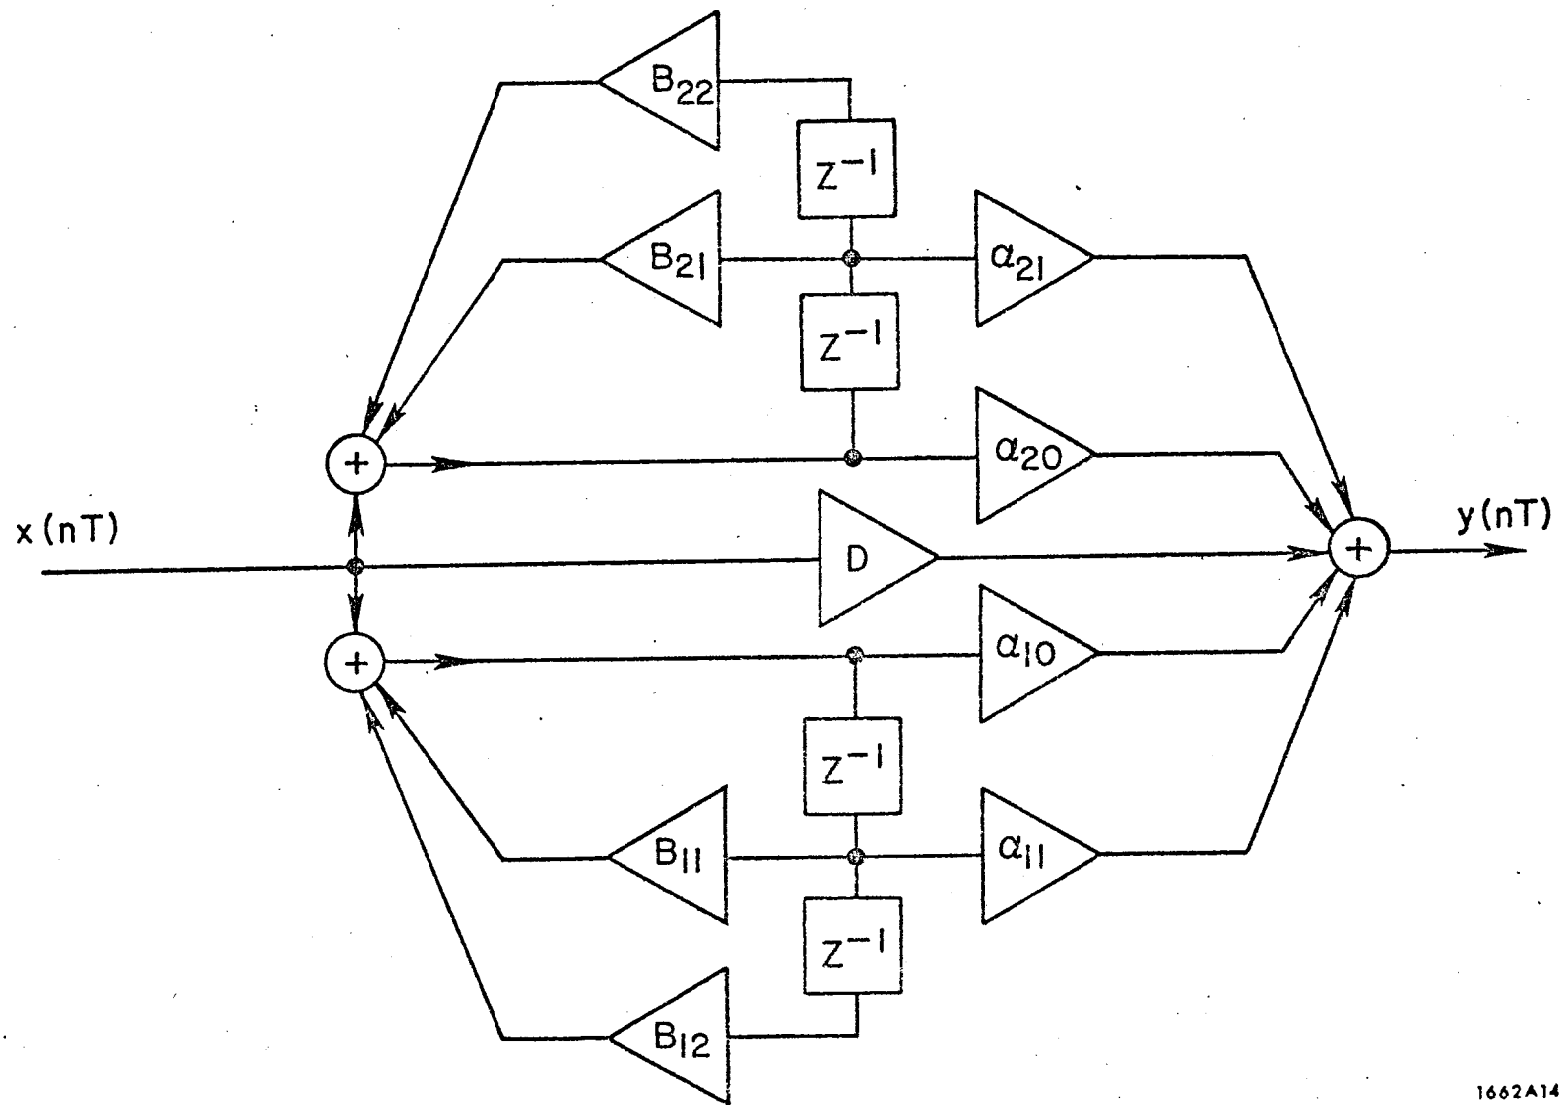 B₂₂
z⁻¹
B₂₁
α₂₁
z⁻¹
α₂₀
x(nT)
D
y(nT)
α₁₀
z⁻¹
B₁₁
α₁₁
z⁻¹
B₁₂
+
+
+
1662A14